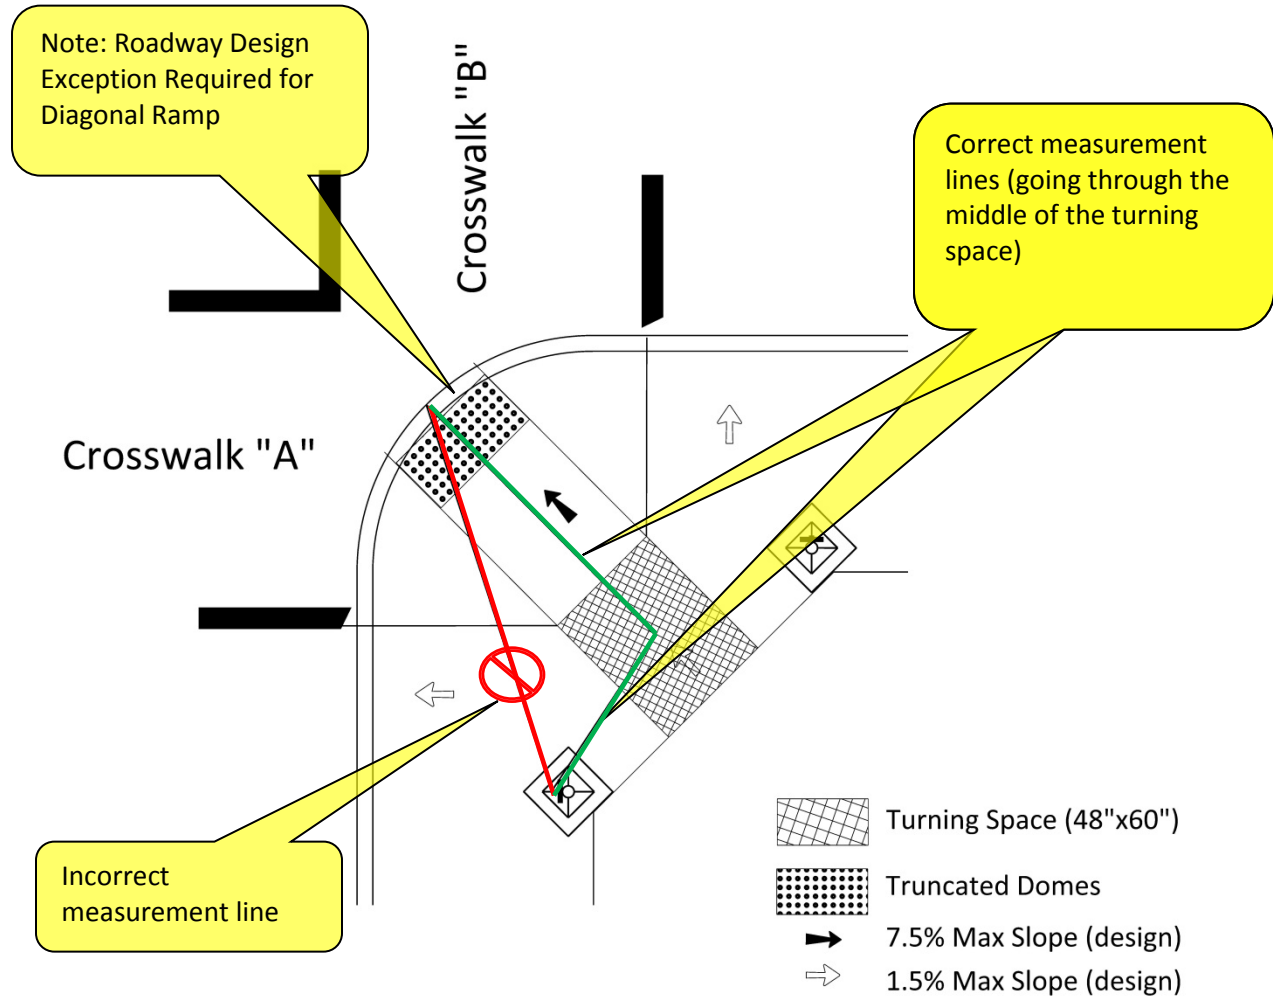 Note: Roadway Design
Exception Required for
Diagonal Ramp
Crosswalk "B"
Correct measurement
lines (going through the
middle of the turning
space)
Crosswalk "A"
Incorrect
measurement line
Turning Space (48"x60")
Truncated Domes
7.5% Max Slope (design)
1.5% Max Slope (design)